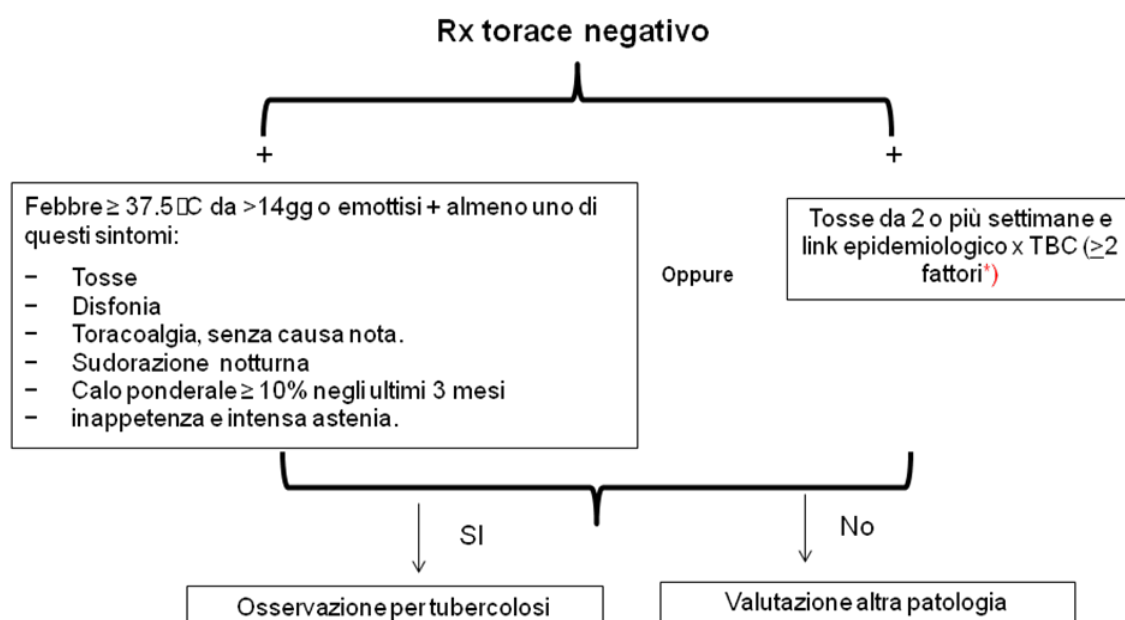 Rx torace negativo
+
+
Febbre ≥ 37.5□C da >14gg o emottisi + almeno uno di
questi sintomi:
- Tosse
- Disfonia
- Toracoalgia, senza causa nota.
- Sudorazione notturna
- Calo ponderale ≥ 10% negli ultimi 3 mesi
- inappetenza e intensa astenia.
Oppure
Tosse da 2 o più settimane e
link epidemiologico x TBC (≥2
fattori*)
SI
No
Osservazione per tubercolosi
Valutazione altra patologia